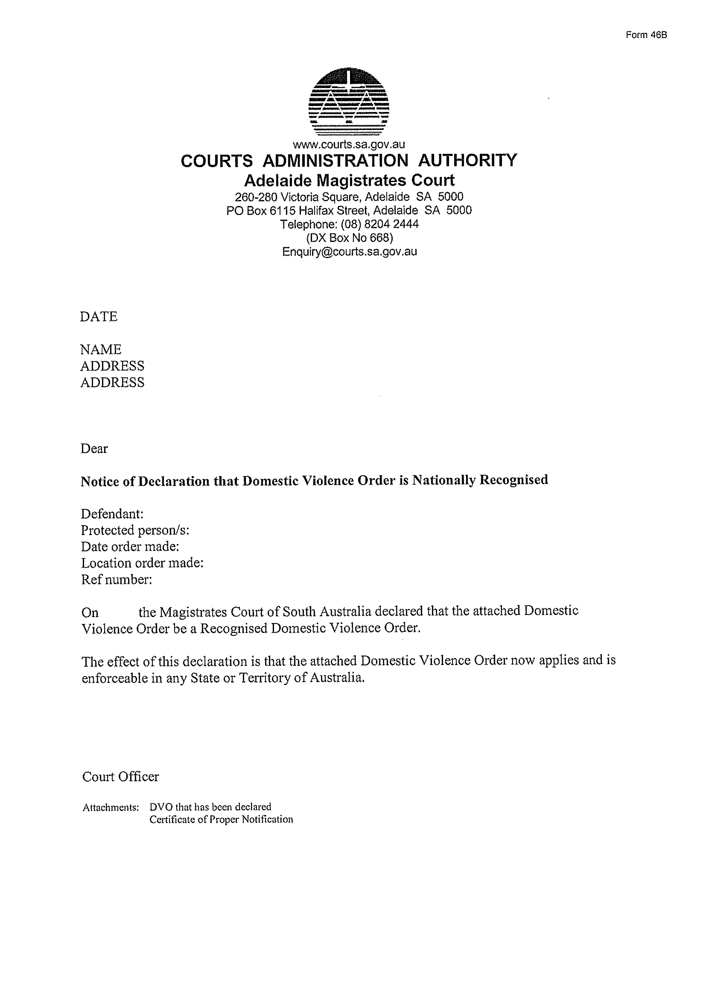 Form 46B
www.courts.sa.gov.au
COURTS ADMINISTRATION AUTHORITY
Adelaide Magistrates Court
260-280 Victoria Square, Adelaide SA 5000
PO Box 6115 Halifax Street, Adelaide SA 5000
Telephone: (08) 8204 2444
(DX Box No 668)
Enquiry@courts.sa.gov.au
DATE
NAME
ADDRESS
ADDRESS
Dear
Notice of Declaration that Domestic Violence Order is Nationally Recognised
Defendant:
Protected person/s:
Date order made:
Location order made:
Ref number:
On the Magistrates Court of South Australia declared that the attached Domestic
Violence Order be a Recognised Domestic Violence Order.
The effect of this declaration is that the attached Domestic Violence Order now applies and is
enforceable in any State or Territory of Australia.
Court Officer
Attachments: DVO that has been declared
Certificate of Proper Notification